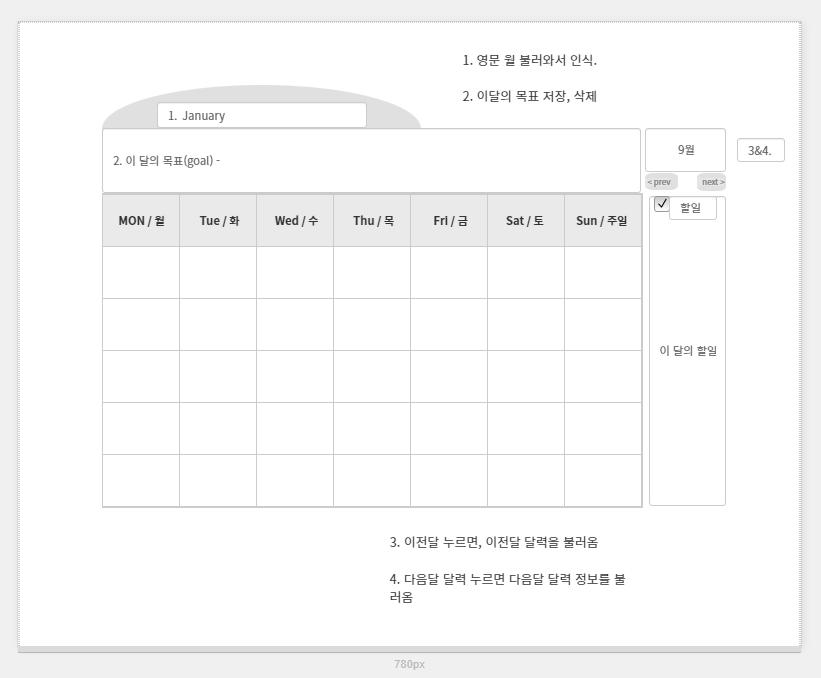 1. 영문 월 불러와서 인식.
2. 이달의 목표 저장, 삭제
1. January
2. 이 달의 목표(goal) -
9월
3&4.
< prev
next >
할일
MON / 월
Tue / 화
Wed / 수
Thu / 목
Fri / 금
Sat / 토
Sun / 주일
이 달의 할일
3. 이전달 누르면, 이전달 달력을 불러옴
4. 다음달 달력 누르면 다음달 달력 정보를 불
러옴
780px